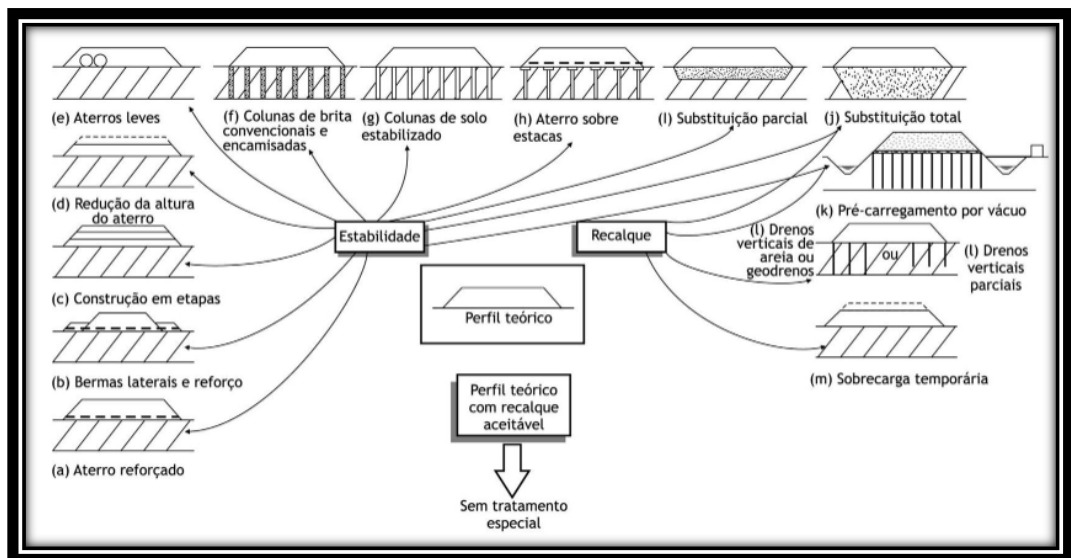 (e) Aterros leves
(f) Colunas de brita
convencionais e
encamisadas
(g) Colunas de solo
estabilizado
(h) Aterro sobre
estacas
(l) Substituição parcial
(j) Substituição total
(d) Redução da altura
do aterro
Estabilidade
Recalque
(k) Pré-carregamento por vácuo
(l) Drenos
verticais de
areia ou
geodrenos
ou
(l) Drenos
verticais
parciais
(c) Construção em etapas
Perfil teórico
(b) Bermas laterais e reforço
(m) Sobrecarga temporária
Perfil teórico
com recalque
aceitável
(a) Aterro reforçado
Sem tratamento
especial